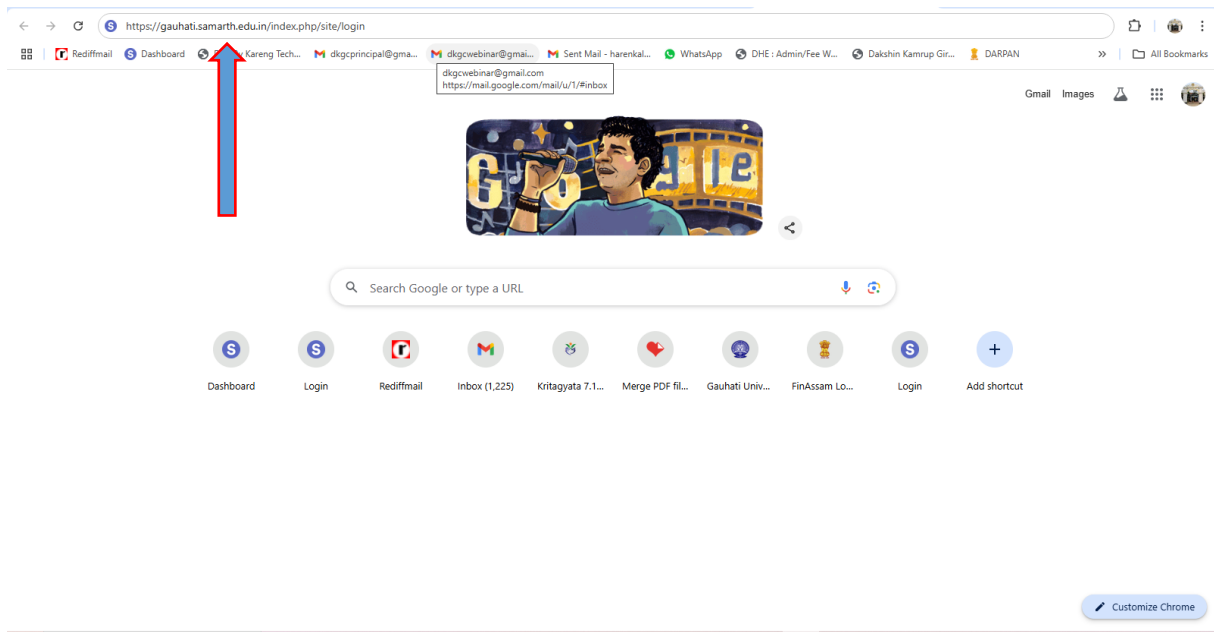 https://gauhati.samarth.edu.in/index.php/site/login
Rediffmail Dashboard Kareng Tech... dkgcprincipal@gma... dkgcwebinar@gmai... Sent Mail - harenkal... WhatsApp DHE : Admin/Fee W... Dakshin Kamrup Gir... DARPAN » All Bookmarks
dkgcwebinar@gmail.com
https://mail.google.com/mail/u/1/#inbox
Gmail Images
G o g l e
Search Google or type a URL
S S r S
Dashboard Login Rediffmail Inbox (1,225) Kritagyata 7.1... Merge PDF fil... Gauhati Univ... FinAssam Lo... Login Add shortcut
Customize Chrome